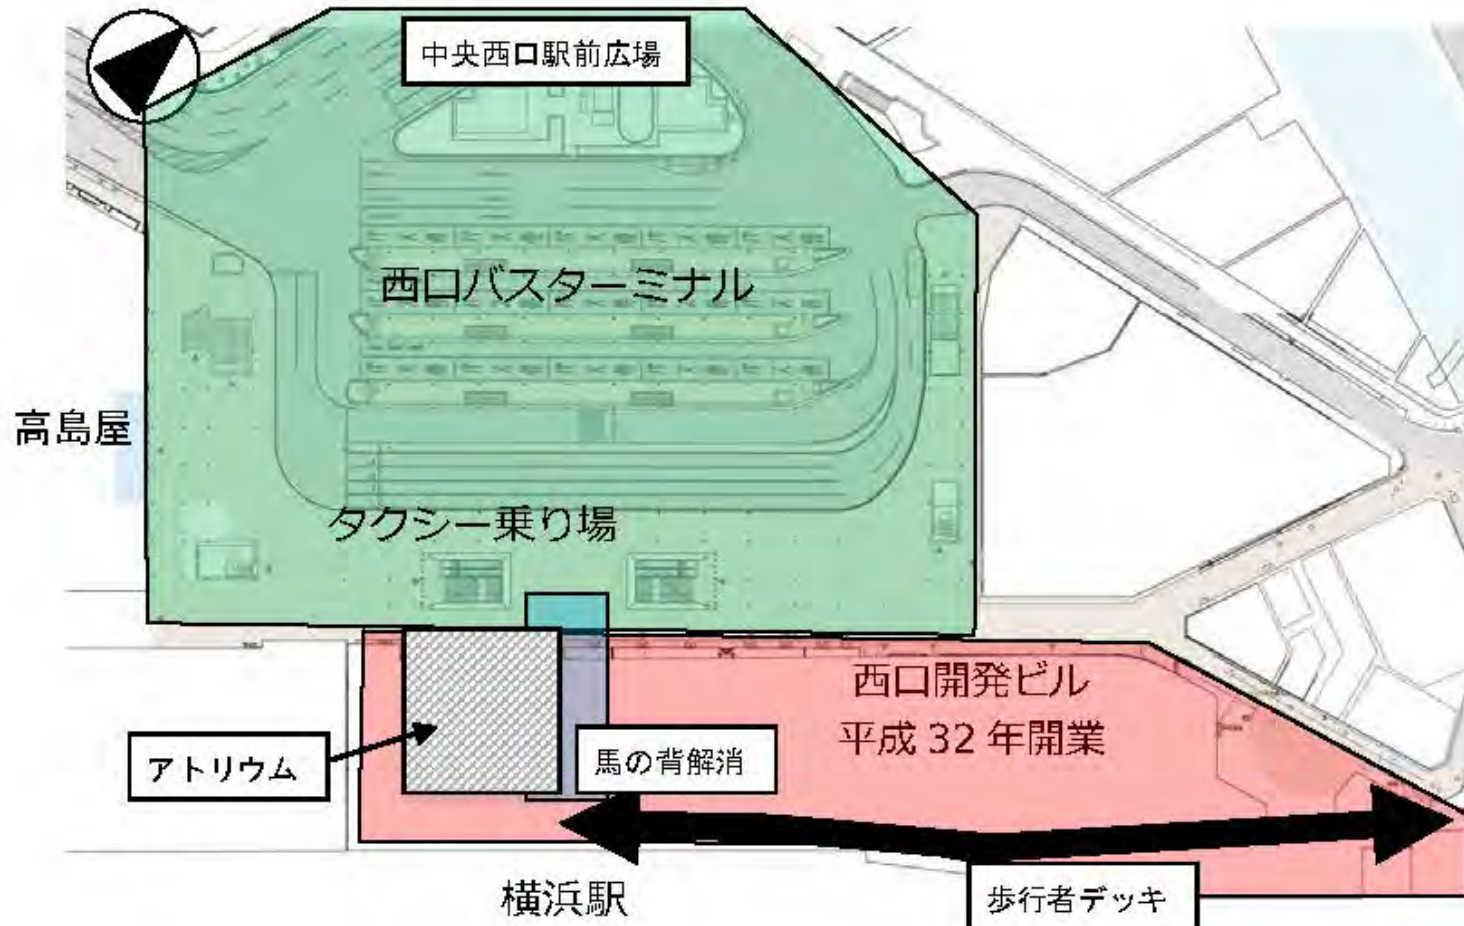 中央西口駅前広場
西口バスターミナル
高島屋
タクシー乗り場
西口開発ビル
平成 32 年開業
アトリウム
馬の背解消
横浜駅
歩行者デッキ